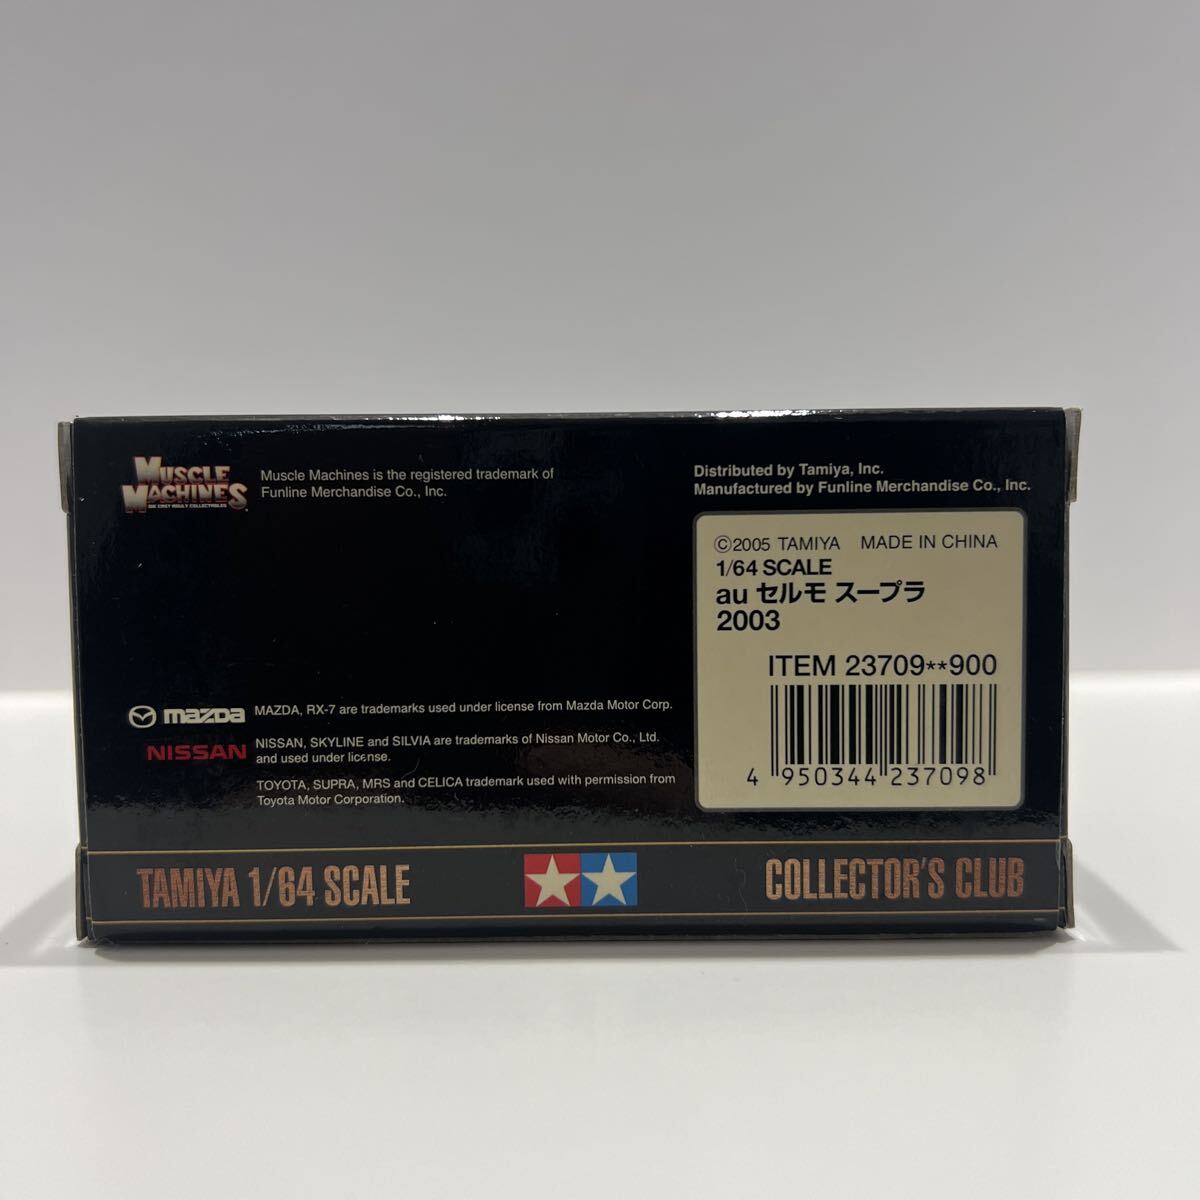 MUSCLE
MACHINES
DIE CAST ADULT COLLECTABLES
Muscle Machines is the registered trademark of
Funline Merchandise Co., Inc.
Distributed by Tamiya, Inc.
Manufactured by Funline Merchandise Co., Inc.
©2005 TAMIYA MADE IN CHINA
1/64 SCALE
au セルモ スープラ
2003
ITEM 23709**900
4 950344 237098
mazda
MAZDA, RX-7 are trademarks used under license from Mazda Motor Corp.
NISSAN
NISSAN, SKYLINE and SILVIA are trademarks of Nissan Motor Co., Ltd.
and used under license.
TOYOTA, SUPRA, MRS and CELICA trademark used with permission from
Toyota Motor Corporation.
TAMIYA 1/64 SCALE
COLLECTOR'S CLUB